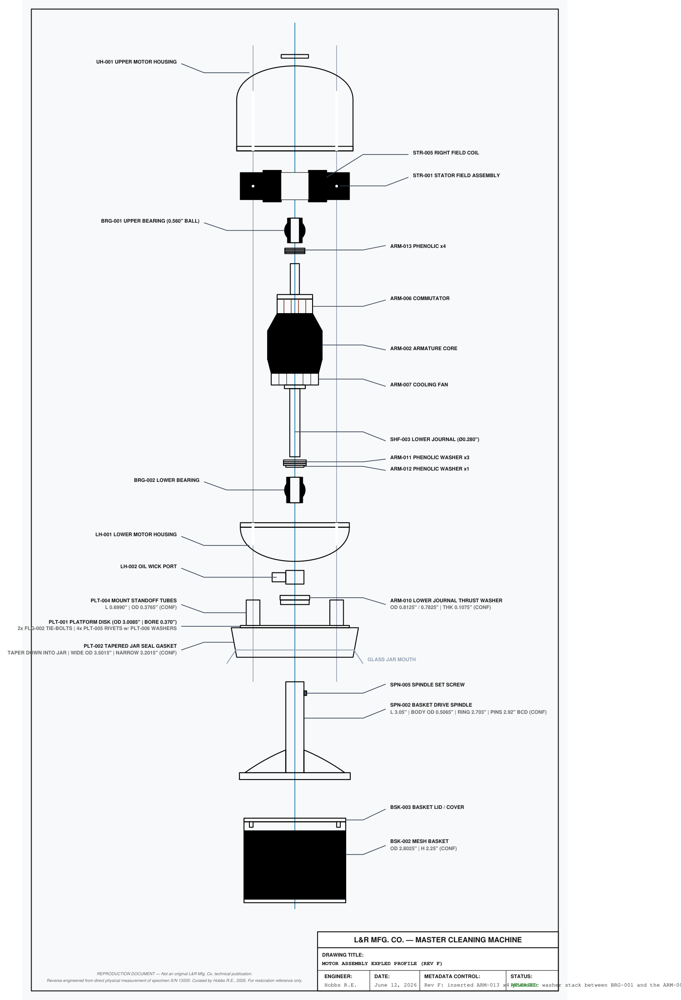 UH-001 UPPER MOTOR HOUSING
STR-005 RIGHT FIELD COIL
STR-001 STATOR FIELD ASSEMBLY
BRG-001 UPPER BEARING (0.560" BALL)
ARM-013 PHENOLIC x4
ARM-006 COMMUTATOR
ARM-002 ARMATURE CORE
ARM-007 COOLING FAN
SHF-003 LOWER JOURNAL (Ø0.280")
ARM-011 PHENOLIC WASHER x3
ARM-012 PHENOLIC WASHER x1
BRG-002 LOWER BEARING
LH-001 LOWER MOTOR HOUSING
LH-002 OIL WICK PORT
PLT-004 MOUNT STANDOFF TUBES
L 0.6990" | OD 0.3765" (CONF)
ARM-010 LOWER JOURNAL THRUST WASHER
OD 0.8125" / 0.7825" | THK 0.1075" (CONF)
PLT-001 PLATFORM DISK (OD 3.0085" | BORE 0.370")
2x FLG-002 TIE-BOLTS | 4x PLT-005 RIVETS w/ PLT-006 WASHERS
PLT-002 TAPERED JAR SEAL GASKET
TAPER DOWN INTO JAR | WIDE OD 3.5015" | NARROW 3.2015" (CONF)
GLASS JAR MOUTH
SPN-005 SPINDLE SET SCREW
SPN-002 BASKET DRIVE SPINDLE
L 3.05" | BODY OD 0.5065" | RING 2.703" | PINS 2.92" BCD (CONF)
BSK-003 BASKET LID / COVER
BSK-002 MESH BASKET
OD 2.8025" | H 2.25" (CONF)
L&R MFG. CO. — MASTER CLEANING MACHINE
DRAWING TITLE:
MOTOR ASSEMBLY EXPLED PROFILE (REV F)
ENGINEER:
Hobbs R.E.
DATE:
June 12, 2026
METADATA CONTROL:
Rev F: inserted ARM-013 x4 phenolic washer stack between BRG-001 and the ARM-00
STATUS:
RELEASED
REPRODUCTION DOCUMENT — Not an original L&R Mfg. Co. technical publication.
Reverse-engineered from direct physical measurement of specimen S/N 13505. Curated by Hobbs R.E., 2026. For restoration reference only.